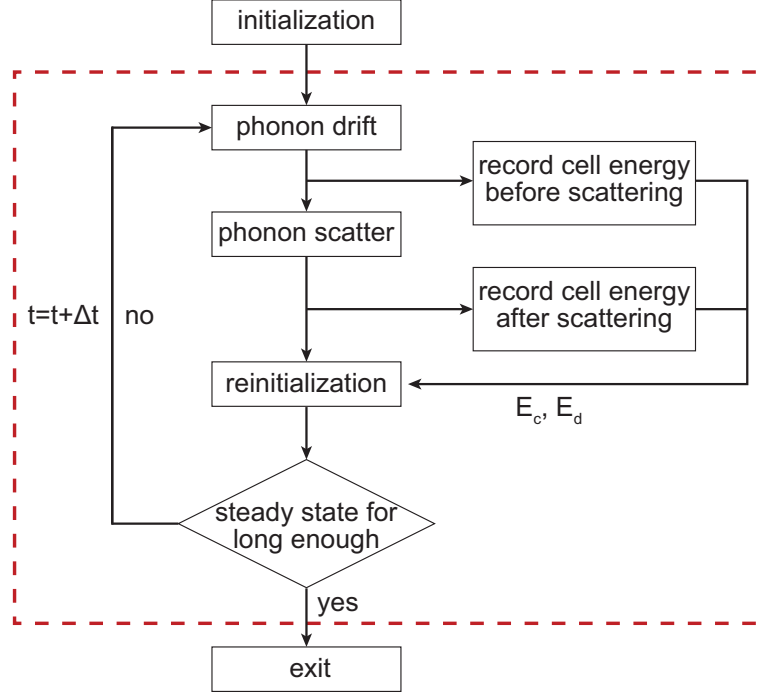 initialization
phonon drift
record cell energy
before scattering
phonon scatter
record cell energy
after scattering
t=t+Δt
no
reinitialization
E_c, E_d
steady state for
long enough
yes
exit